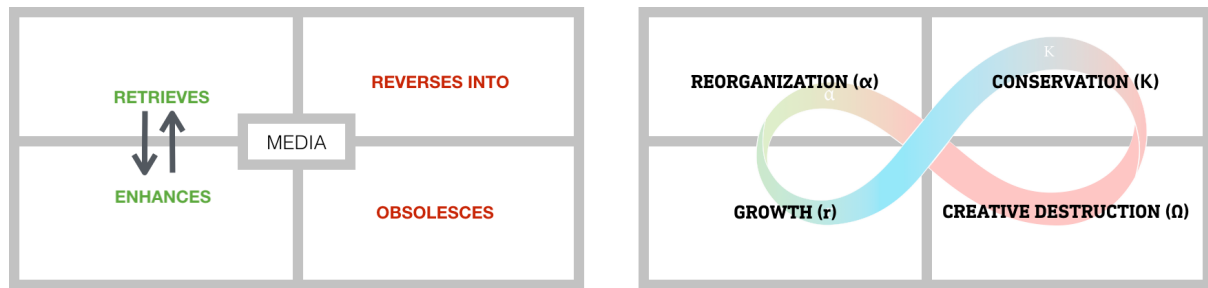 RETRIEVES
REVERSES INTO
MEDIA
ENHANCES
OBSOLESCES
K
REORGANIZATION (α)
CONSERVATION (K)
α
GROWTH (r)
CREATIVE DESTRUCTION (Ω)